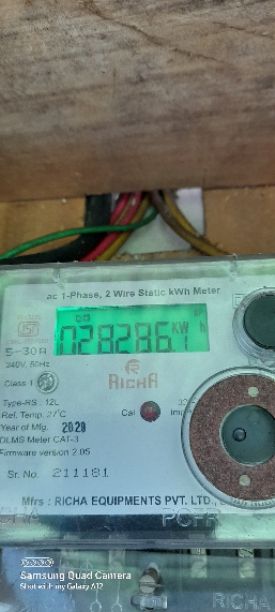 ac 1-Phase, 2 Wire Static kWh Meter
028286.1 KW h
5-30A
240V, 50Hz
Class 1
RICHA
Type-RS : 12L
Cal
Ref. Temp. 27°C
Year of Mfg. 2020
DLMS Meter CAT-3
Firmware version 2.05
Sr. No. 211181
Mfrs : RICHA EQUIPMENTS PVT. LTD.,
RICHA
Samsung Quad Camera
Shot with my Galaxy A12